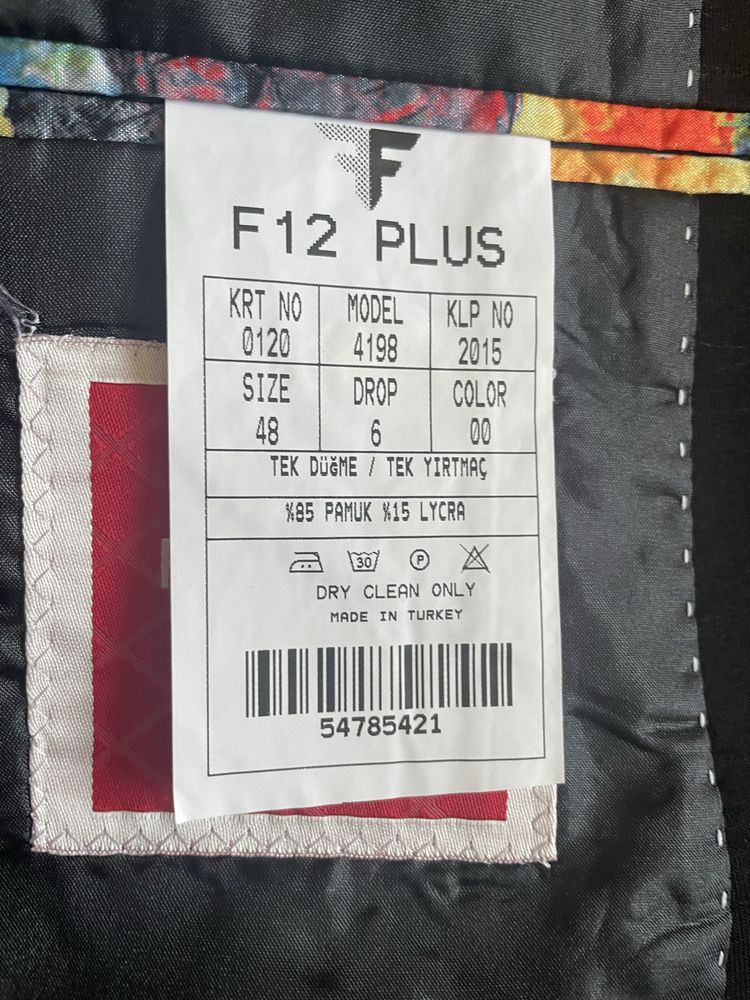 F
F12 PLUS
KRT NO MODEL KLP NO
0120 4198 2015
SIZE DROP COLOR
48 6 00
TEK DÜĞME / TEK YIRTMAÇ
%85 PAMUK %15 LYCRA
30 P
DRY CLEAN ONLY
MADE IN TURKEY
54785421